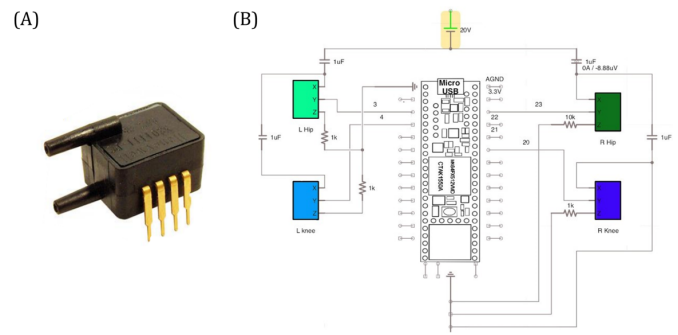 (A)
(B)
20V
1uF
1uF
0A / -8.88uV
Micro
USB
AGND
3.3V
X
Y
Z
3
23
4
22
10k
21
L Hip
1k
R Hip
1uF
1uF
20
1k
X
Y
Z
1k
L knee
R Knee